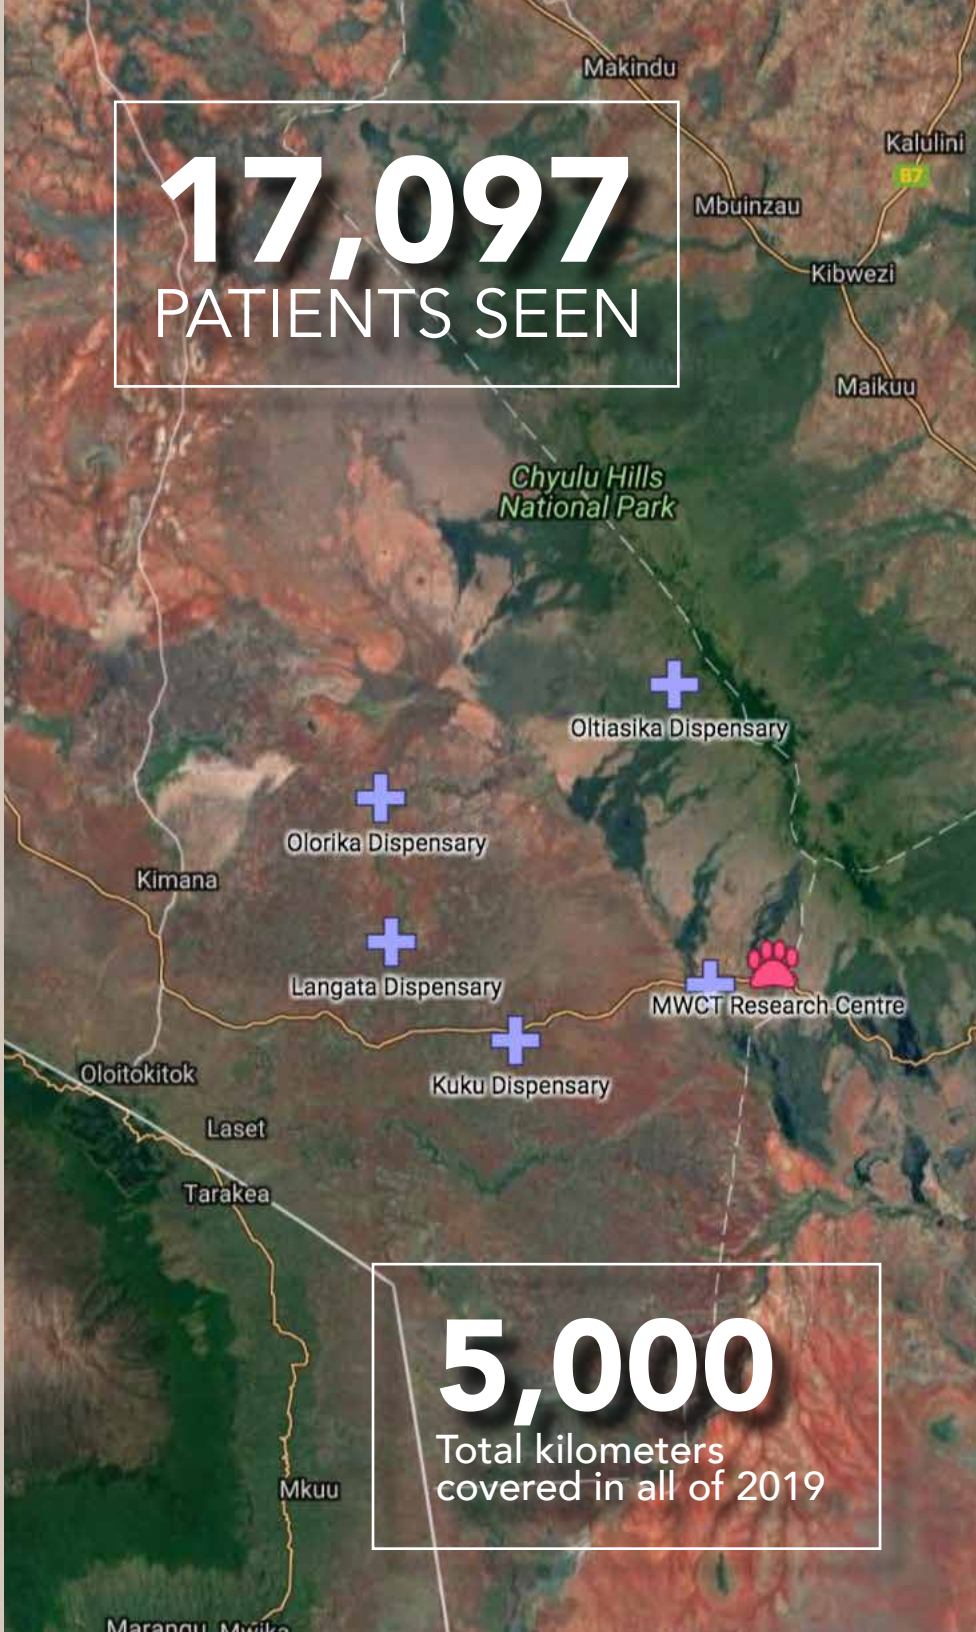 Makindu
Kalulini
B7
17,097
PATIENTS SEEN
Mbuinzau
Kibwezi
Maikuu
Chyulu Hills
National Park
Oltiasika Dispensary
Olorika Dispensary
Kimana
Langata Dispensary
MWCT Research Centre
Kuku Dispensary
Oloitokitok
Laset
Tarakea
5,000
Total kilometers
covered in all of 2019
Mkuu
Marangu Mwika